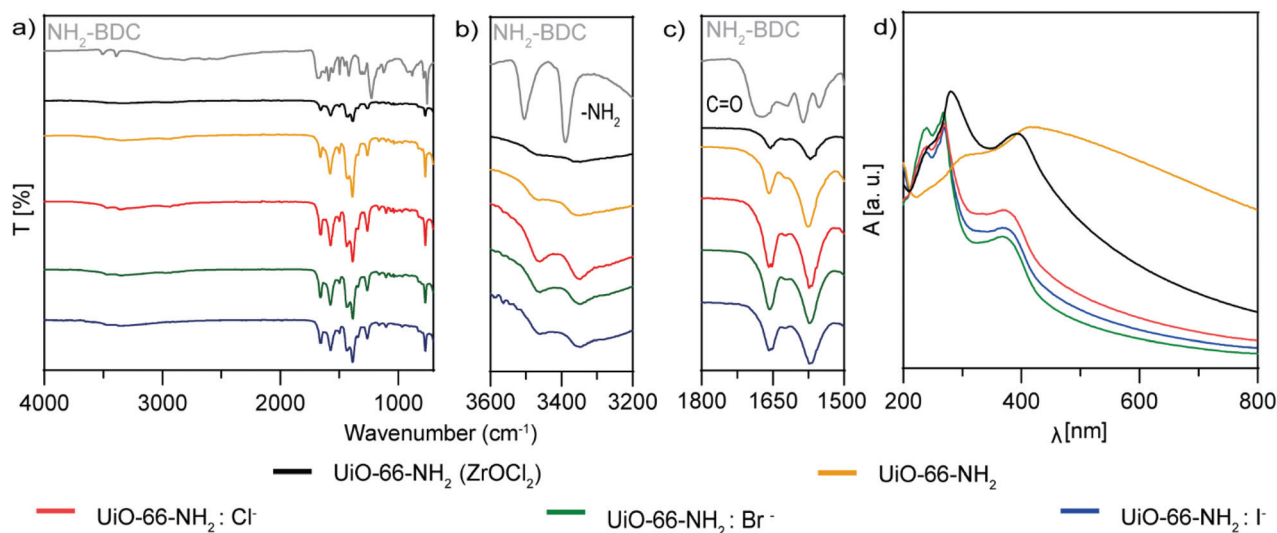 a)
NH₂-BDC
T [%]
4000
3000
2000
1000
b)
NH₂-BDC
-NH₂
3600
3400
3200
c)
NH₂-BDC
C=O
1800
1650
1500
Wavenumber (cm⁻¹)
d)
A [a. u.]
200
400
600
800
λ[nm]
UiO-66-NH₂ (ZrOCl₂)
UiO-66-NH₂
UiO-66-NH₂ : Cl⁻
UiO-66-NH₂ : Br⁻
UiO-66-NH₂ : I⁻